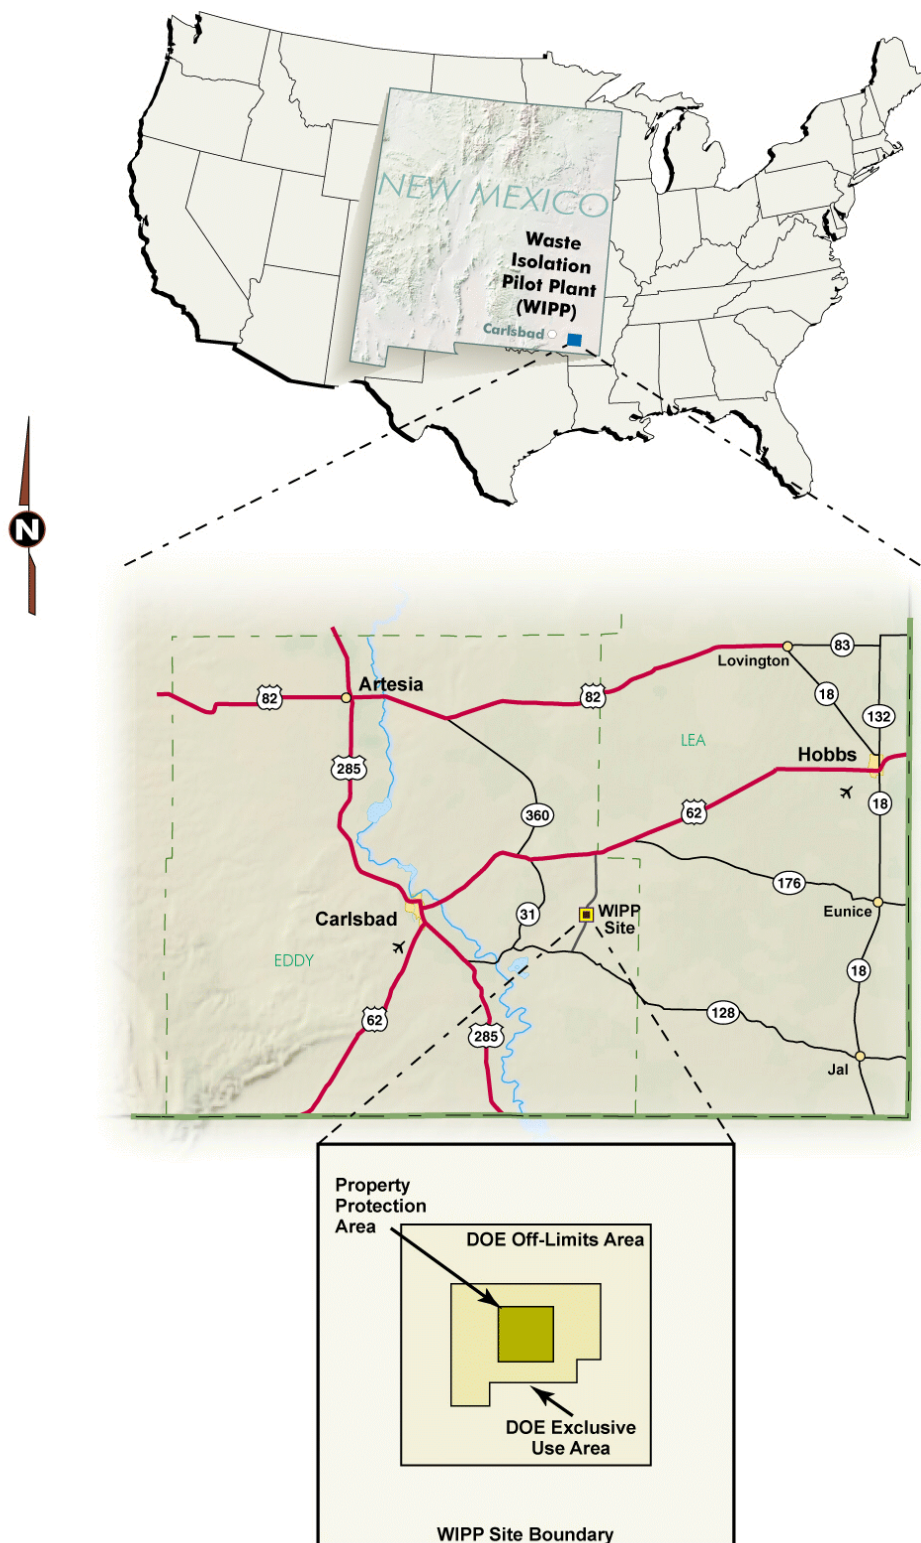 NEW MEXICO
Waste
Isolation
Pilot Plant
(WIPP)
Carlsbad
N
83
Lovington
82
Artesia
82
18
132
LEA
Hobbs
285
18
360
62
176
Carlsbad
31
WIPP
Site
Eunice
EDDY
18
62
128
285
Jal
Property
Protection
Area
DOE Off-Limits Area
DOE Exclusive
Use Area
WIPP Site Boundary